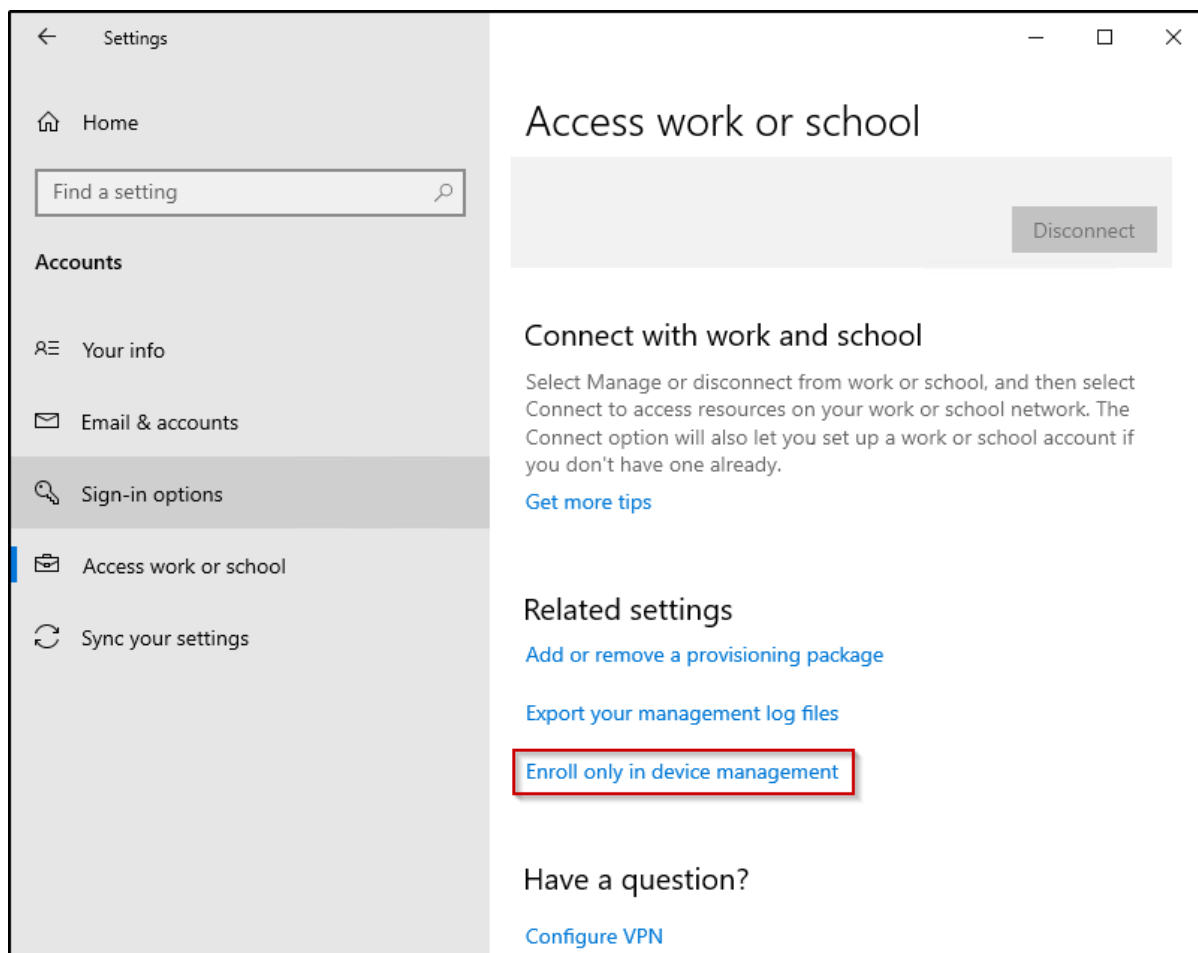 Settings
Home
Find a setting
Accounts
Your info
Email & accounts
Sign-in options
Access work or school
Sync your settings
Access work or school
Disconnect
Connect with work and school
Select Manage or disconnect from work or school, and then select
Connect to access resources on your work or school network. The
Connect option will also let you set up a work or school account if
you don't have one already.
Get more tips
Related settings
Add or remove a provisioning package
Export your management log files
Enroll only in device management
Have a question?
Configure VPN